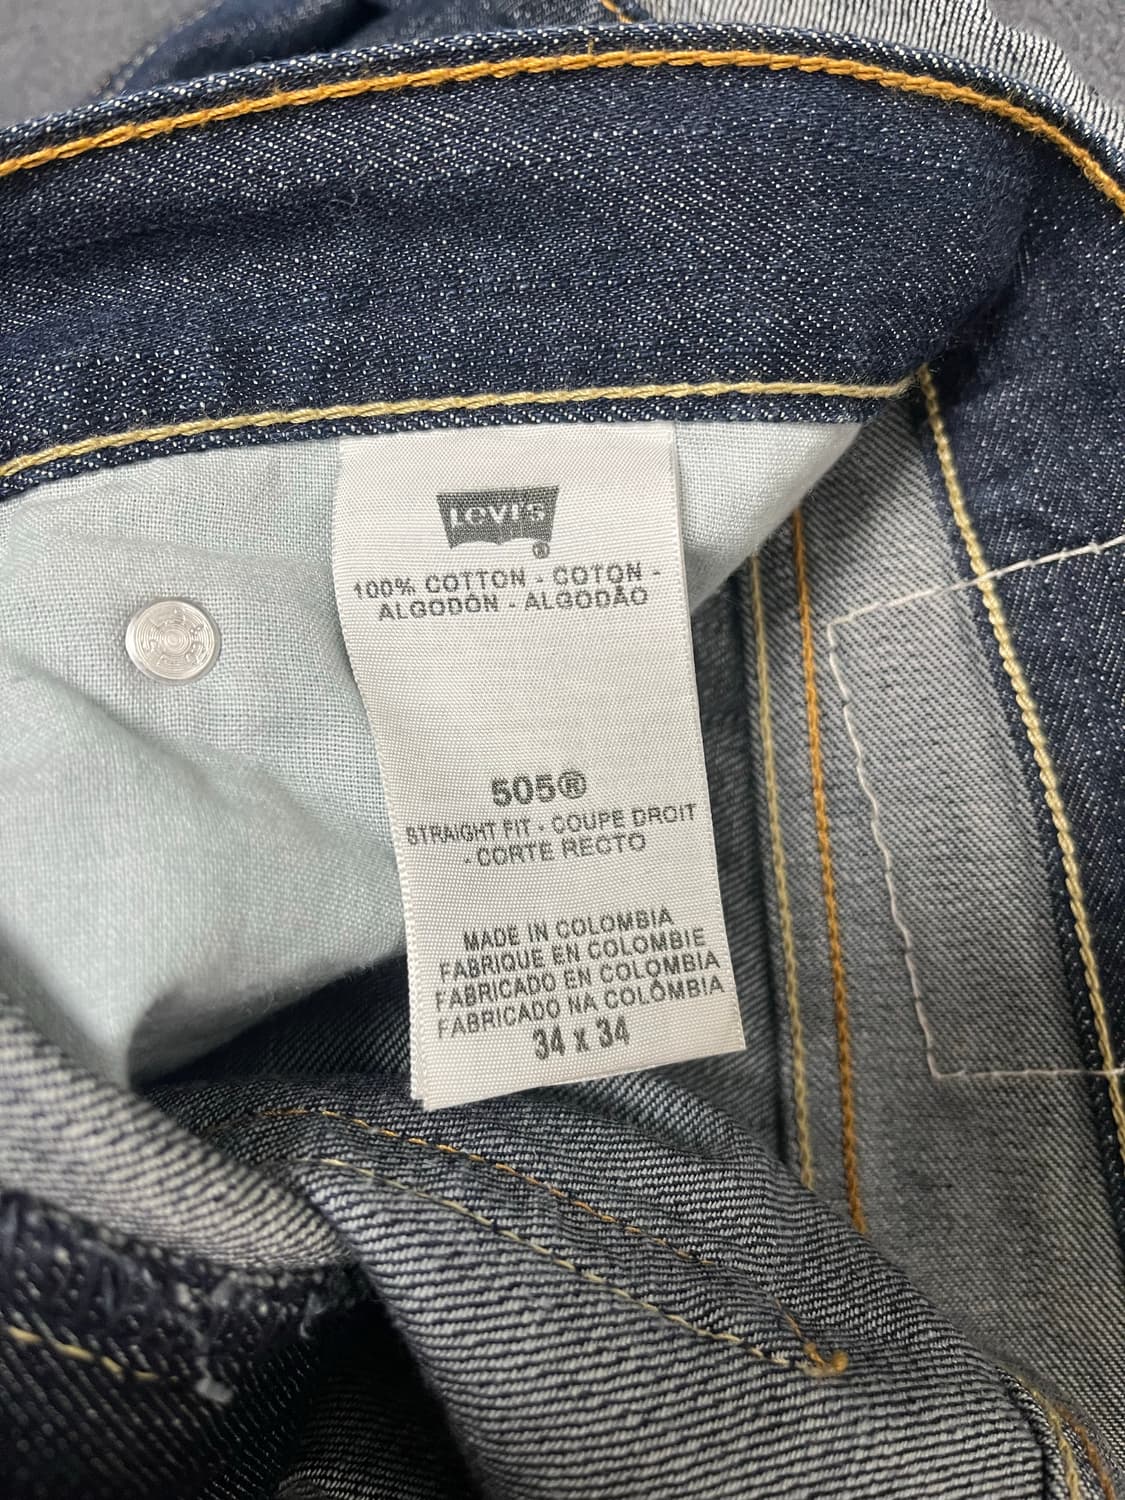 Levi's
®
100% COTTON - COTON -
ALGODÓN - ALGODÃO
505®
STRAIGHT FIT - COUPE DROIT
- CORTE RECTO
MADE IN COLOMBIA
FABRIQUE EN COLOMBIE
FABRICADO EN COLOMBIA
FABRICADO NA COLÔMBIA
34 x 34